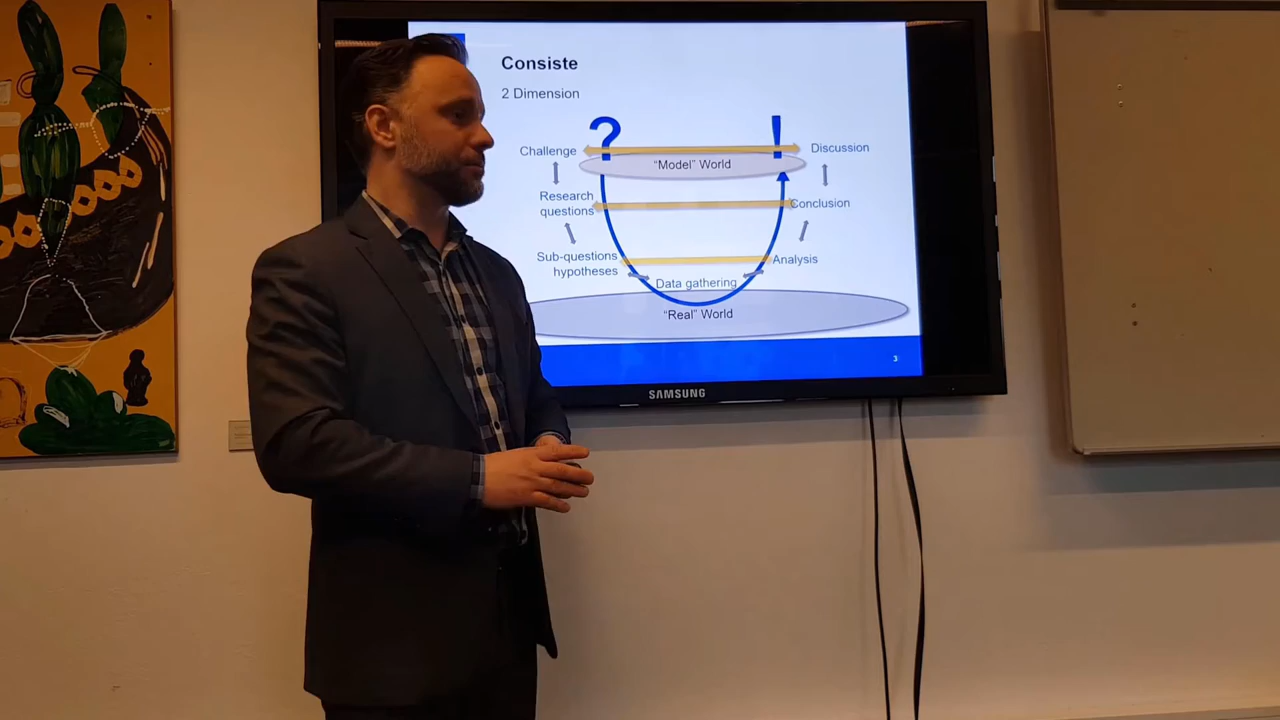 Consiste
2 Dimension
? !
Challenge
"Model" World
Discussion
Research
questions
Conclusion
Sub-questions
hypotheses
Analysis
Data gathering
"Real" World
3
SAMSUNG